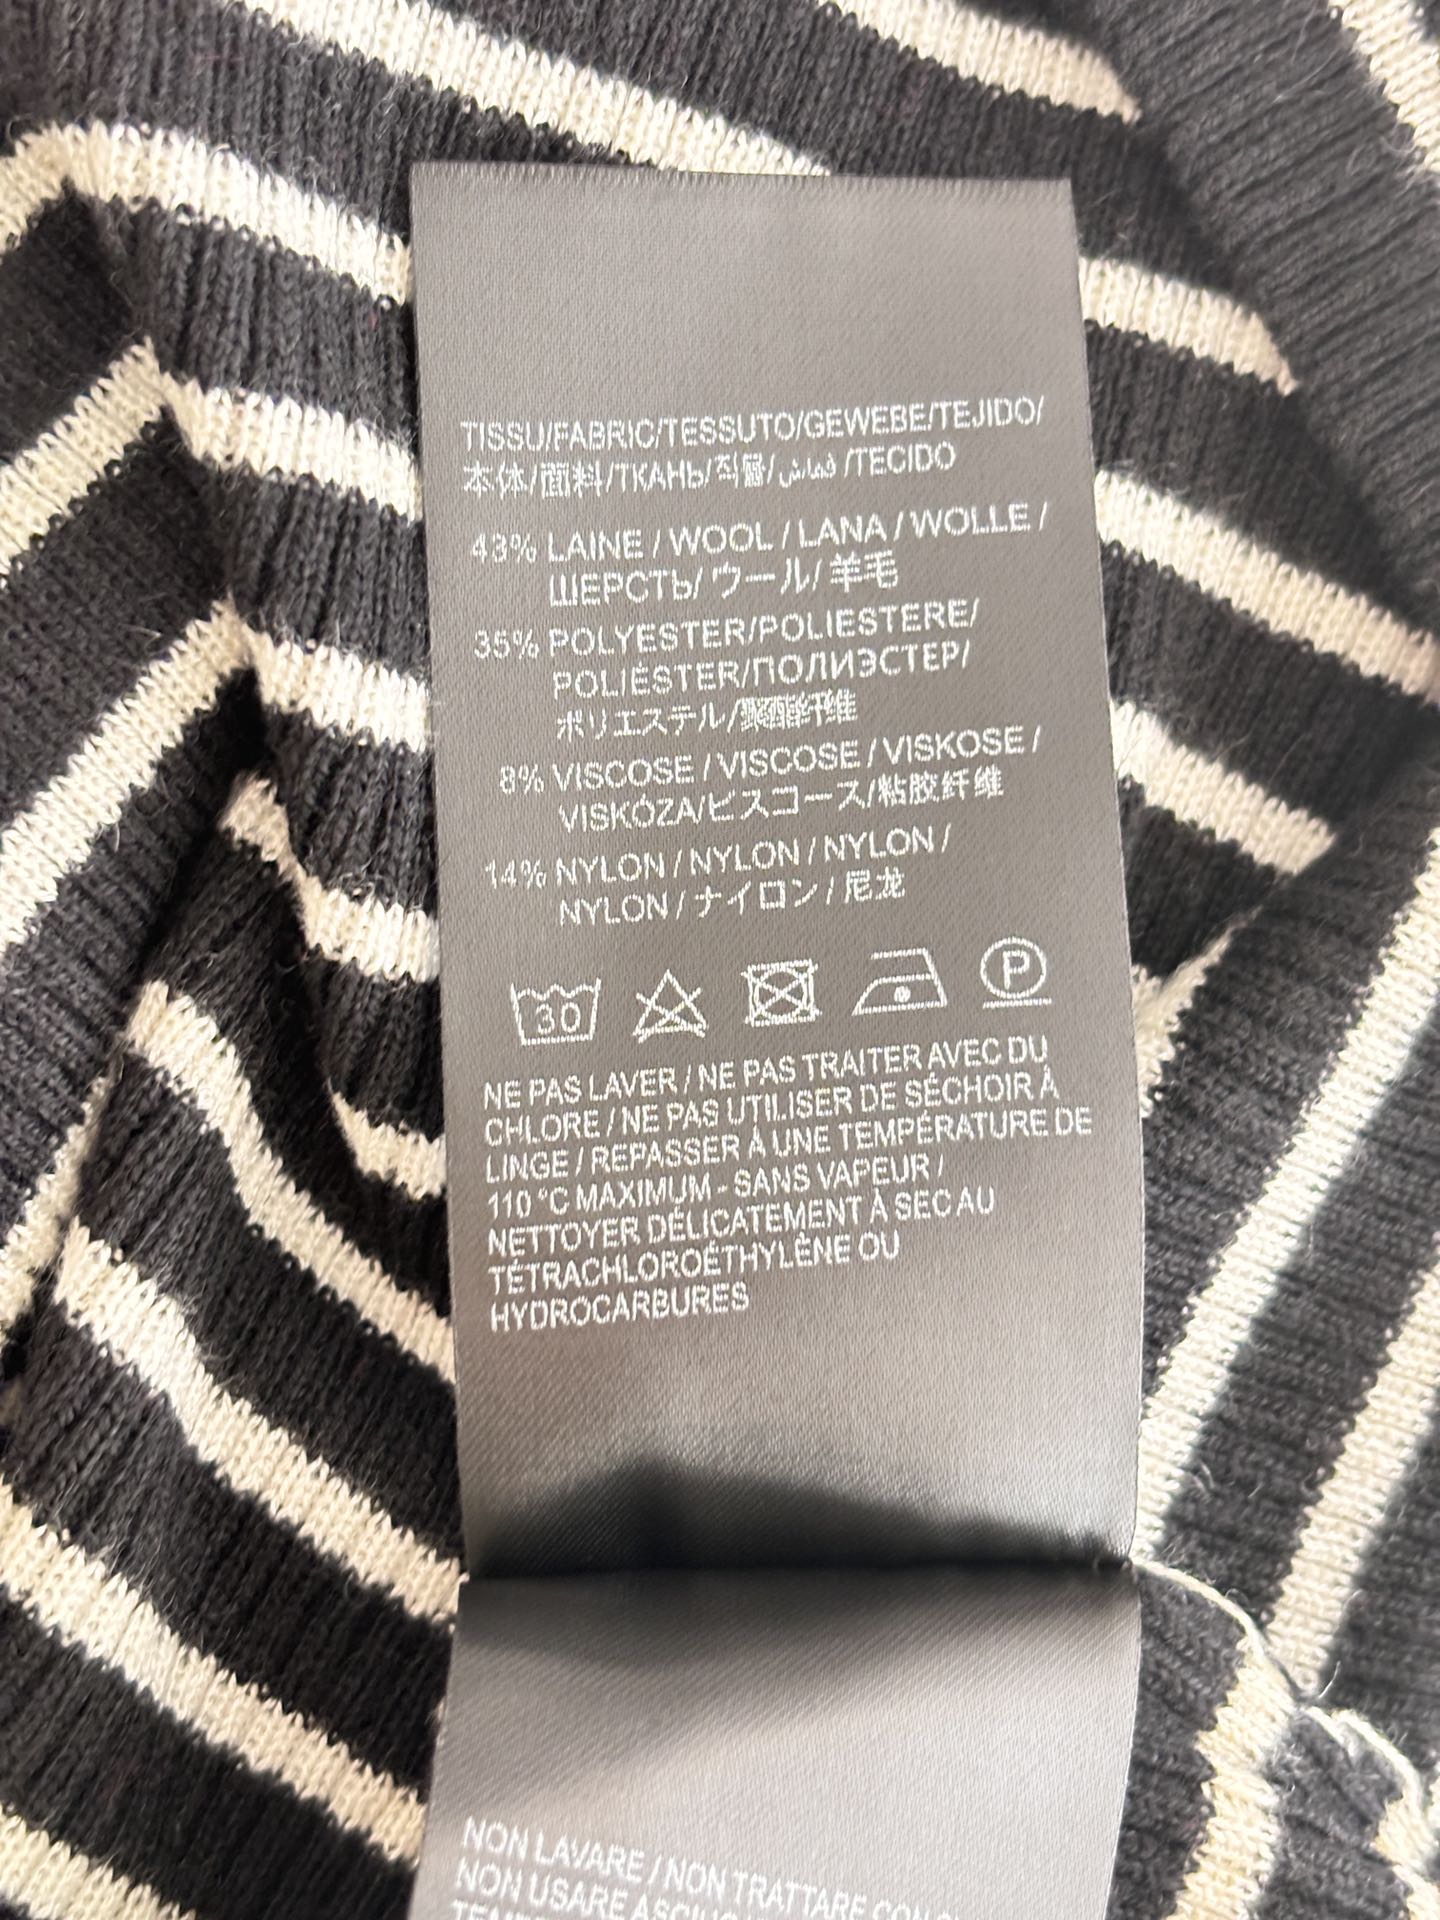 TISSU/FABRIC/TESSUTO/GEWEBE/TEJIDO/
本体/面料/ТКАНЬ/직물/قماش/TECIDO
43% LAINE / WOOL / LANA / WOLLE /
ШЕРСТЬ/ ウール/ 羊毛
35% POLYESTER/POLIESTERE/
POLIÉSTER/ПОЛИЭСТЕР/
ポリエステル/聚酯纤维
8% VISCOSE / VISCOSE / VISKOSE /
VISKÓZA/ビスコース/粘胶纤维
14% NYLON / NYLON / NYLON /
NYLON / ナイロン / 尼龙
30 P
NE PAS LAVER / NE PAS TRAITER AVEC DU
CHLORE / NE PAS UTILISER DE SÉCHOIR À
LINGE / REPASSER À UNE TEMPÉRATURE DE
110 °C MAXIMUM - SANS VAPEUR /
NETTOYER DÉLICATEMENT À SEC AU
TÉTRACHLOROÉTHYLÈNE OU
HYDROCARBURES
NON LAVARE / NON TRATTARE CON
NON USARE